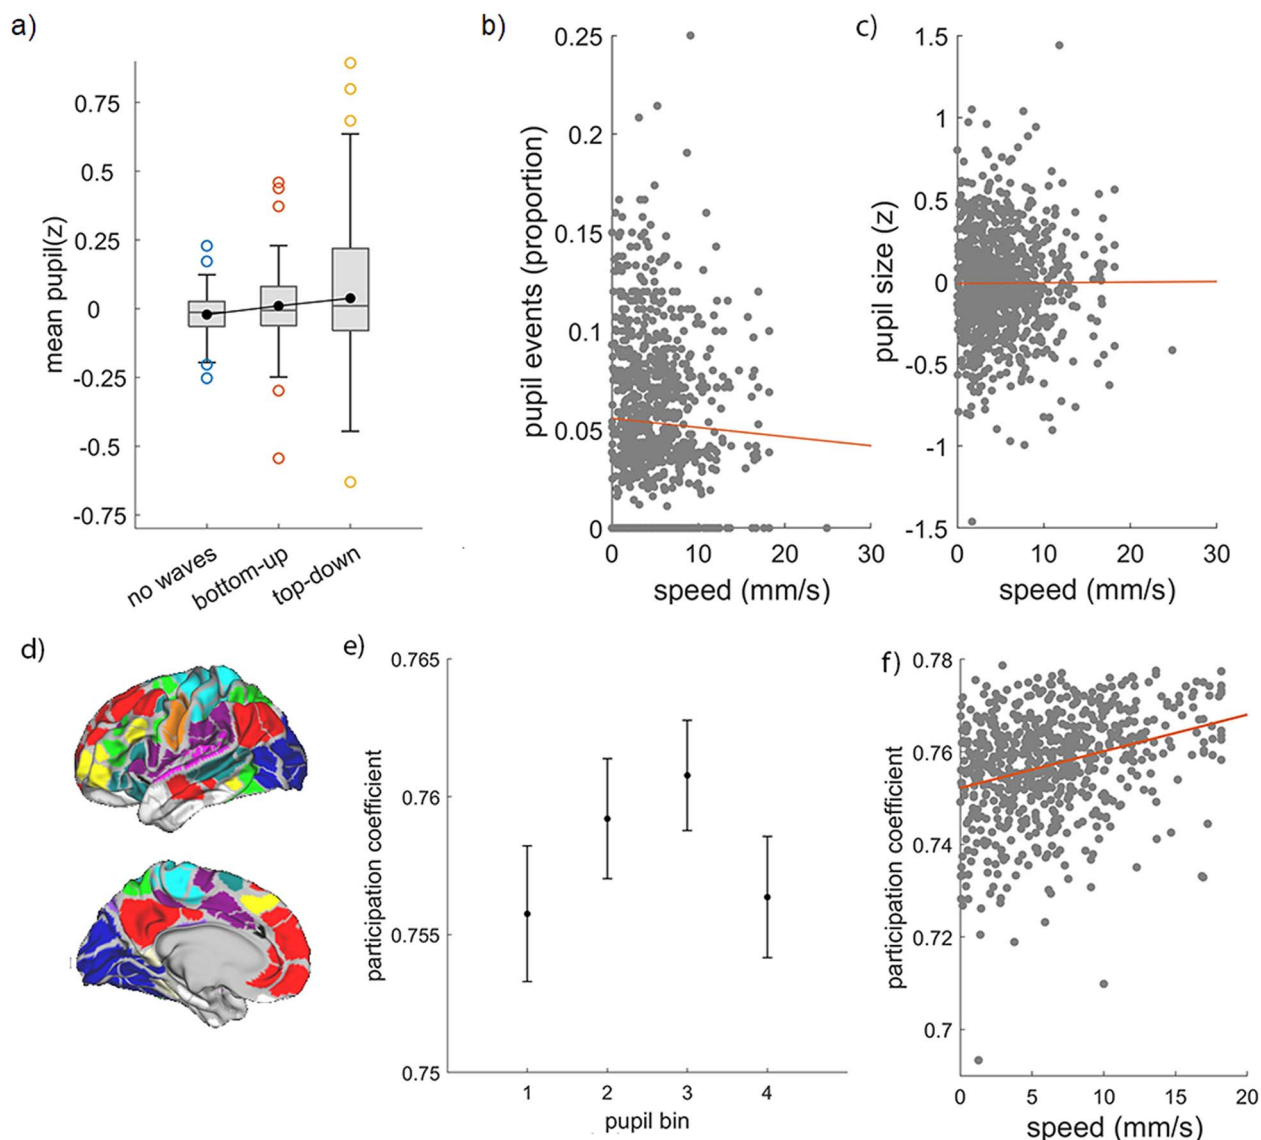 a)
mean pupil(z)
0.75
0.5
0.25
0
-0.25
-0.5
-0.75
no waves
bottom-up
top-down
b)
pupil events (proportion)
0.25
0.2
0.15
0.1
0.05
0
0 10 20 30
speed (mm/s)
c)
pupil size (z)
1.5
1
0.5
0
-0.5
-1
-1.5
0 10 20 30
speed (mm/s)
d)
e)
participation coefficient
0.765
0.76
0.755
0.75
1 2 3 4
pupil bin
f)
participation coefficient
0.78
0.76
0.74
0.72
0.7
0 5 10 15 20
speed (mm/s)